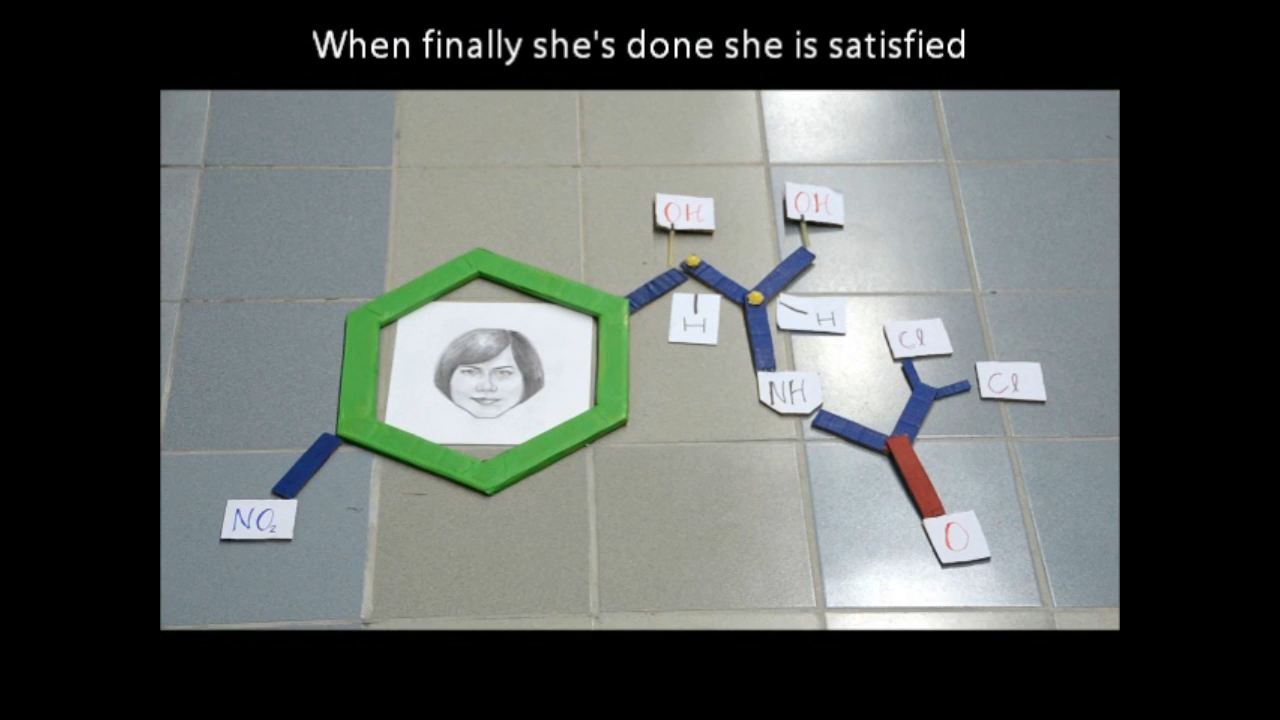 When finally she's done she is satisfied
OH
OH
H
H
Cl
Cl
NH
NO₂
O